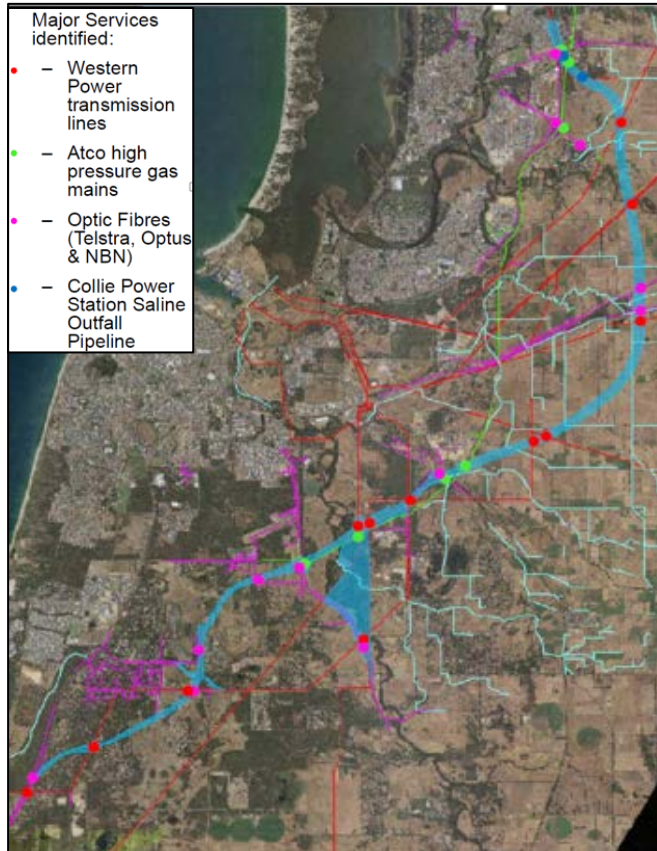 Major Services
identified:
– Western
Power
transmission
lines
– Atco high
pressure gas
mains
– Optic Fibres
(Telstra, Optus
& NBN)
– Collie Power
Station Saline
Outfall
Pipeline